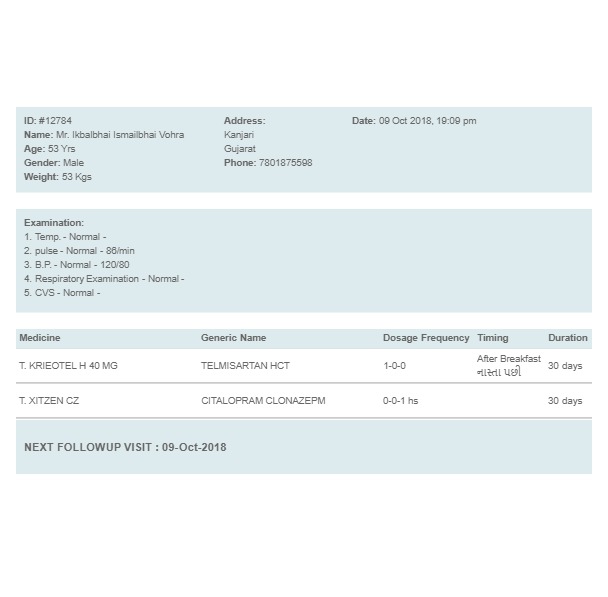 ID: #12784
Name: Mr. Ikbalbhai Ismailbhai Vohra
Age: 53 Yrs
Gender: Male
Weight: 53 Kgs
Address:
Kanjari
Gujarat
Phone: 7801875598
Date: 09 Oct 2018, 19:09 pm
Examination:
1. Temp. - Normal -
2. pulse - Normal - 86/min
3. B.P. - Normal - 120/80
4. Respiratory Examination - Normal -
5. CVS - Normal -
Medicine Generic Name Dosage Frequency Timing Duration
T. KRIEOTEL H 40 MG TELMISARTAN HCT 1-0-0 After Breakfast 30 days
નાસ્તા પછી
T. XITZEN CZ CITALOPRAM CLONAZEPM 0-0-1 hs 30 days
NEXT FOLLOWUP VISIT : 09-Oct-2018